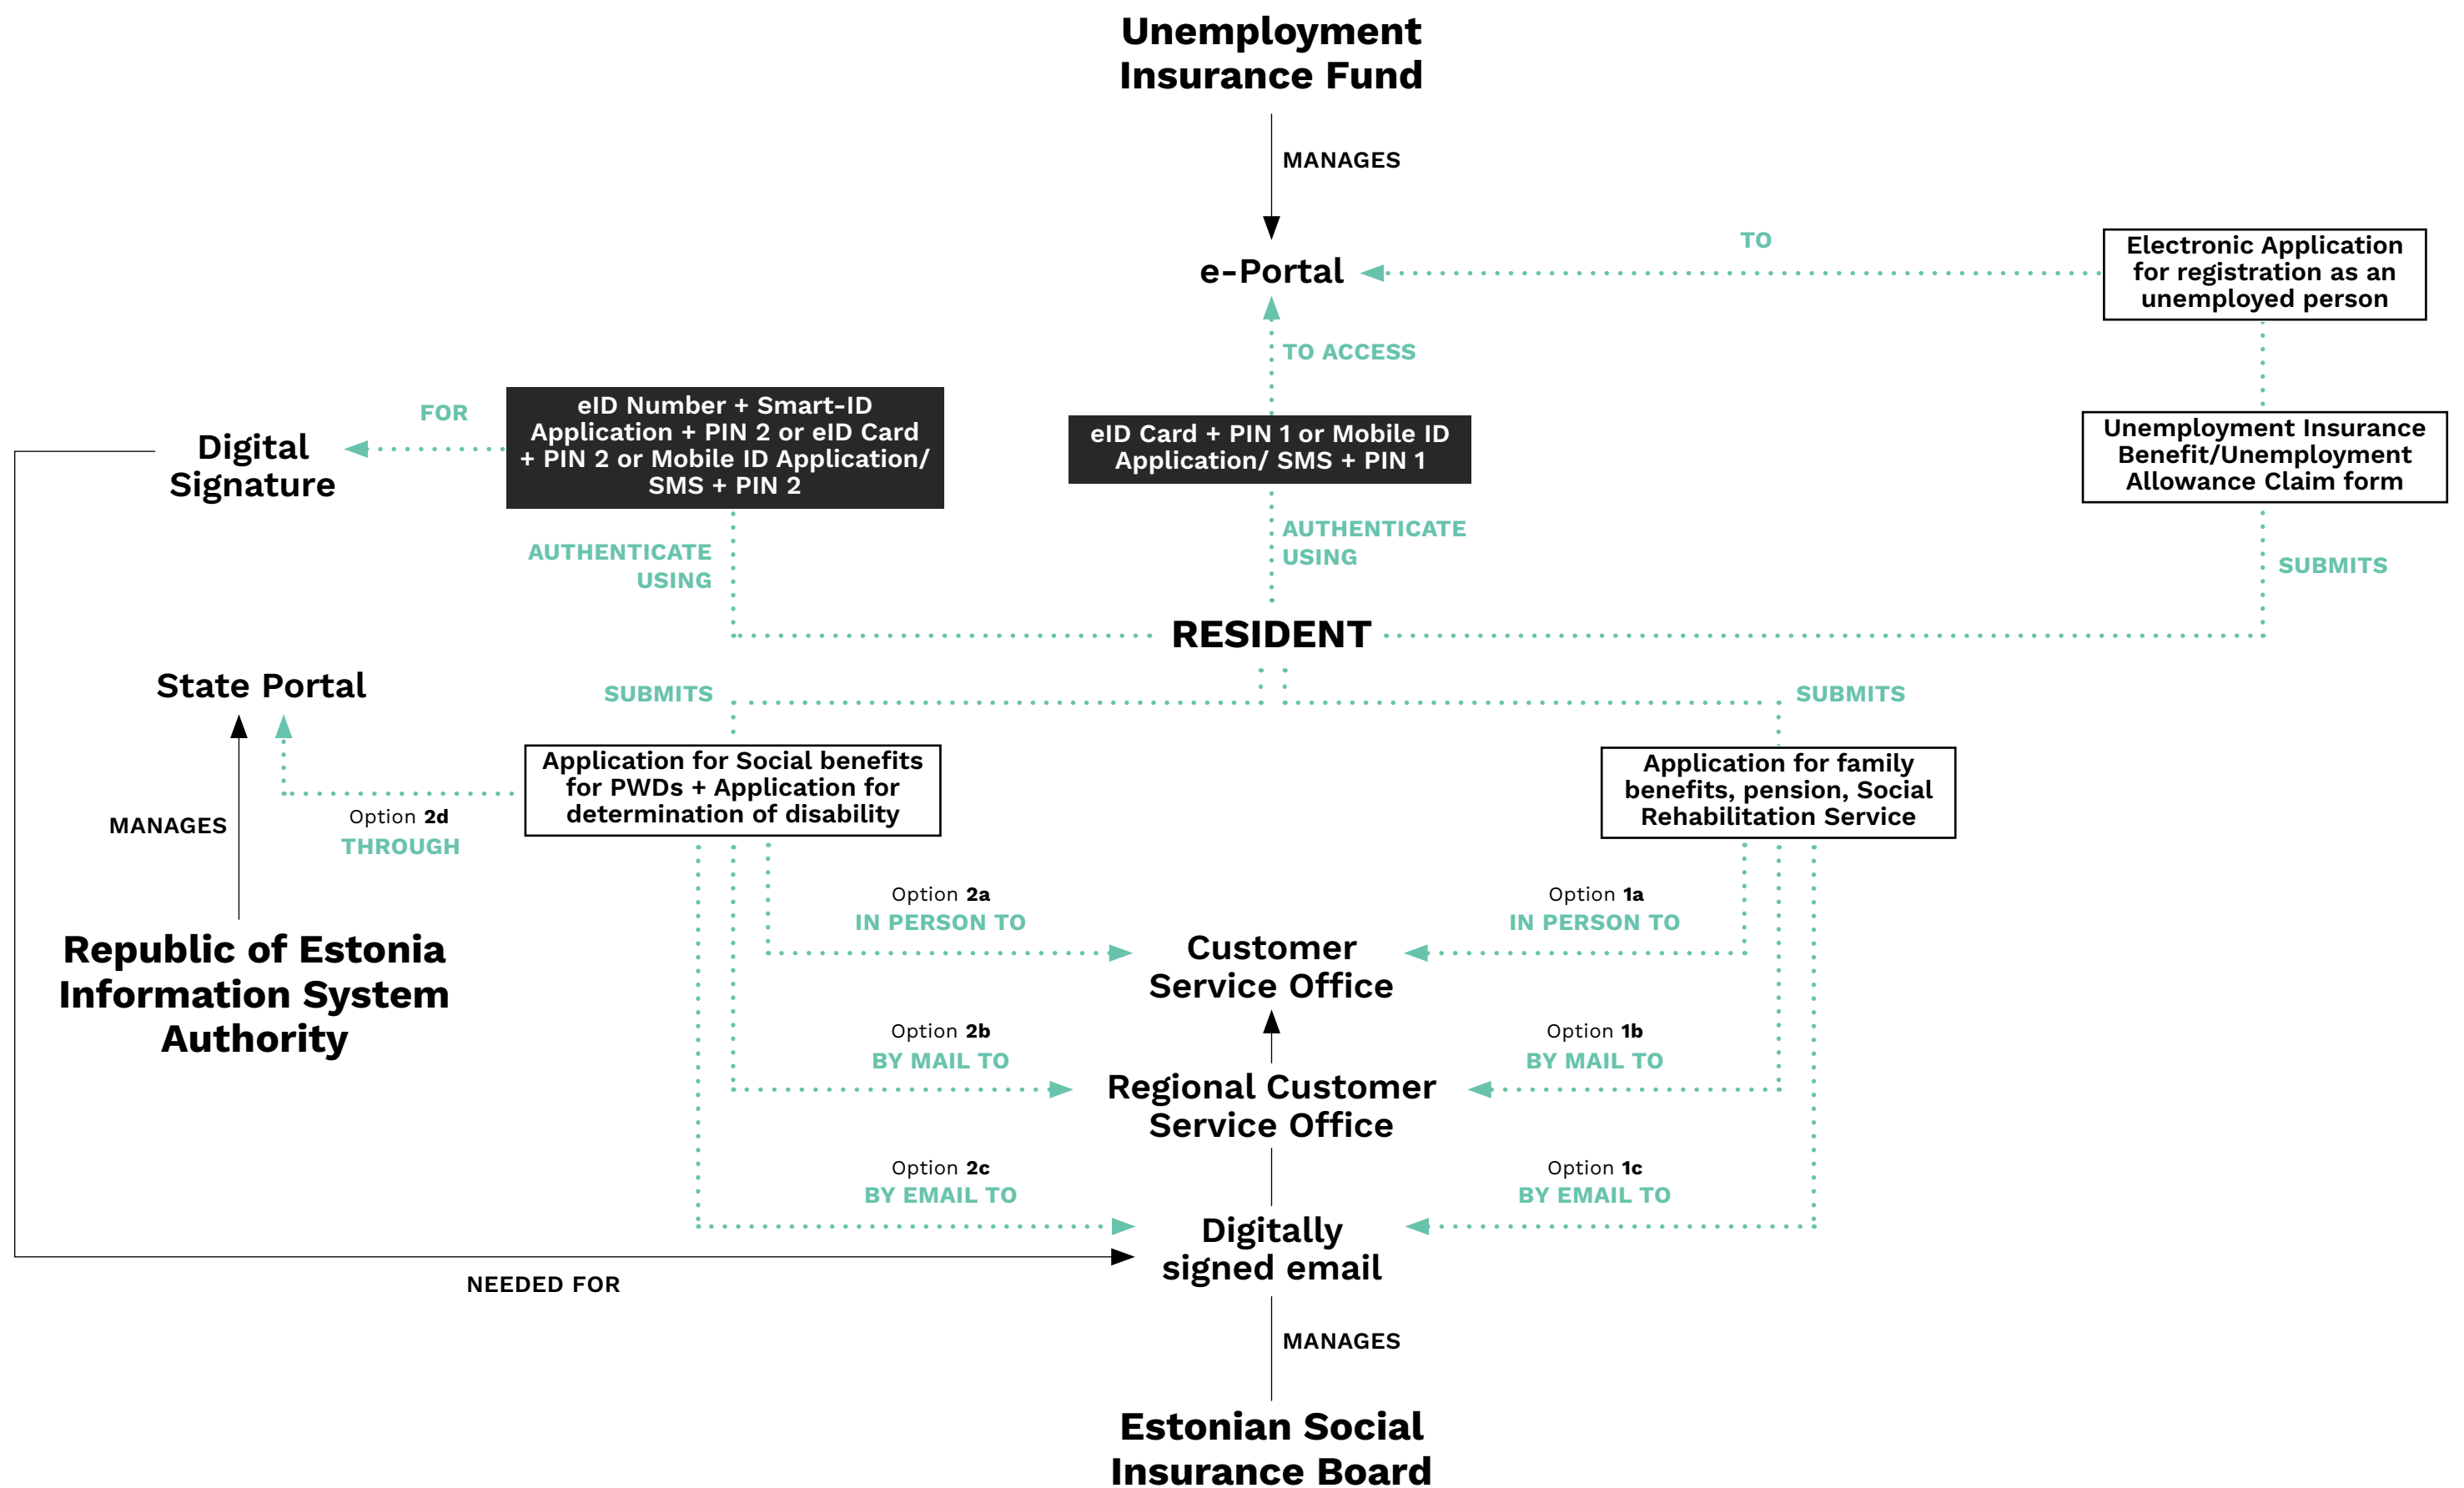 Unemployment
Insurance Fund
MANAGES
e-Portal
TO
Electronic Application
for registration as an
unemployed person
TO ACCESS
Digital
Signature
FOR
eID Number + Smart-ID
Application + PIN 2 or eID Card
+ PIN 2 or Mobile ID Application/
SMS + PIN 2
eID Card + PIN 1 or Mobile ID
Application/ SMS + PIN 1
Unemployment Insurance
Benefit/Unemployment
Allowance Claim form
AUTHENTICATE
USING
AUTHENTICATE
USING
SUBMITS
RESIDENT
State Portal
SUBMITS
SUBMITS
Application for Social benefits
for PWDs + Application for
determination of disability
Application for family
benefits, pension, Social
Rehabilitation Service
MANAGES
Option 2d
THROUGH
Option 2a
IN PERSON TO
Option 1a
IN PERSON TO
Republic of Estonia
Information System
Authority
Customer
Service Office
Option 2b
BY MAIL TO
Option 1b
BY MAIL TO
Regional Customer
Service Office
Option 2c
BY EMAIL TO
Option 1c
BY EMAIL TO
Digitally
signed email
NEEDED FOR
MANAGES
Estonian Social
Insurance Board